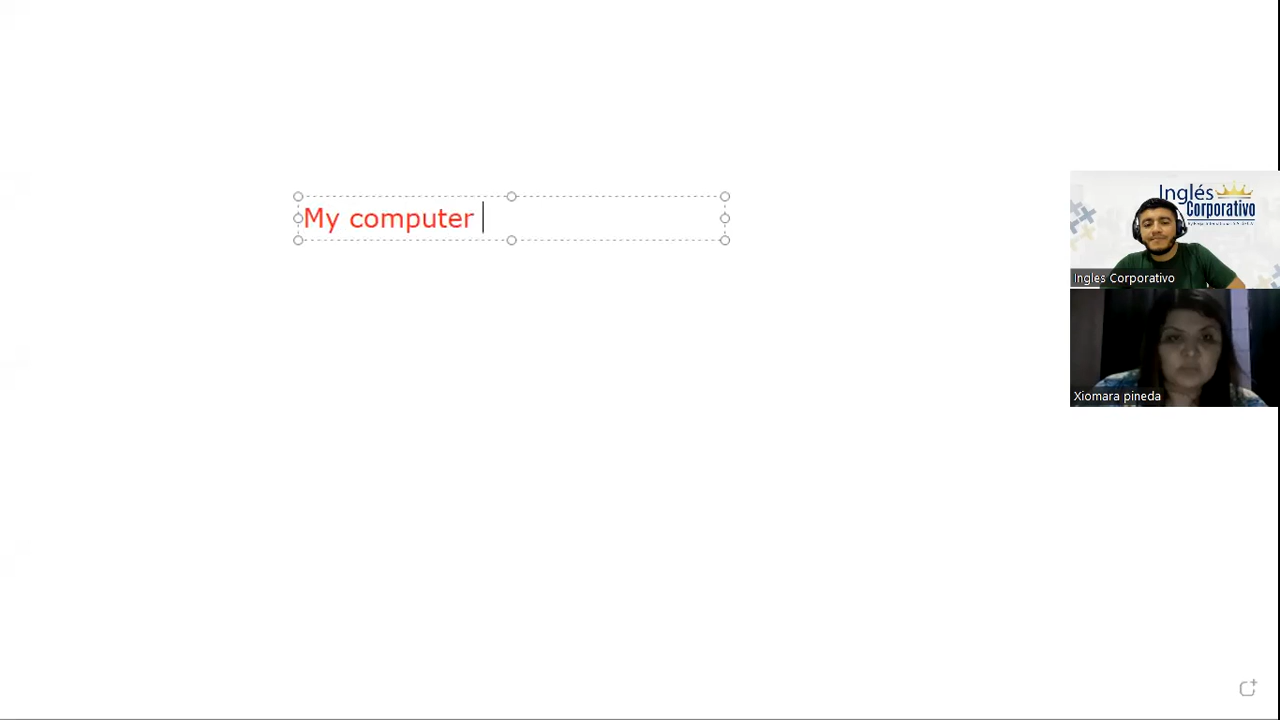 My computer
Inglés
Corporativo
Ingles Corporativo
Xiomara pineda